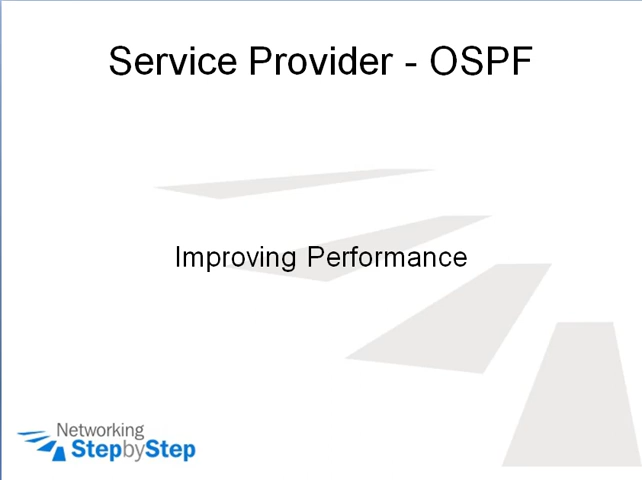 Service Provider - OSPF
Improving Performance
Networking
StepbyStep